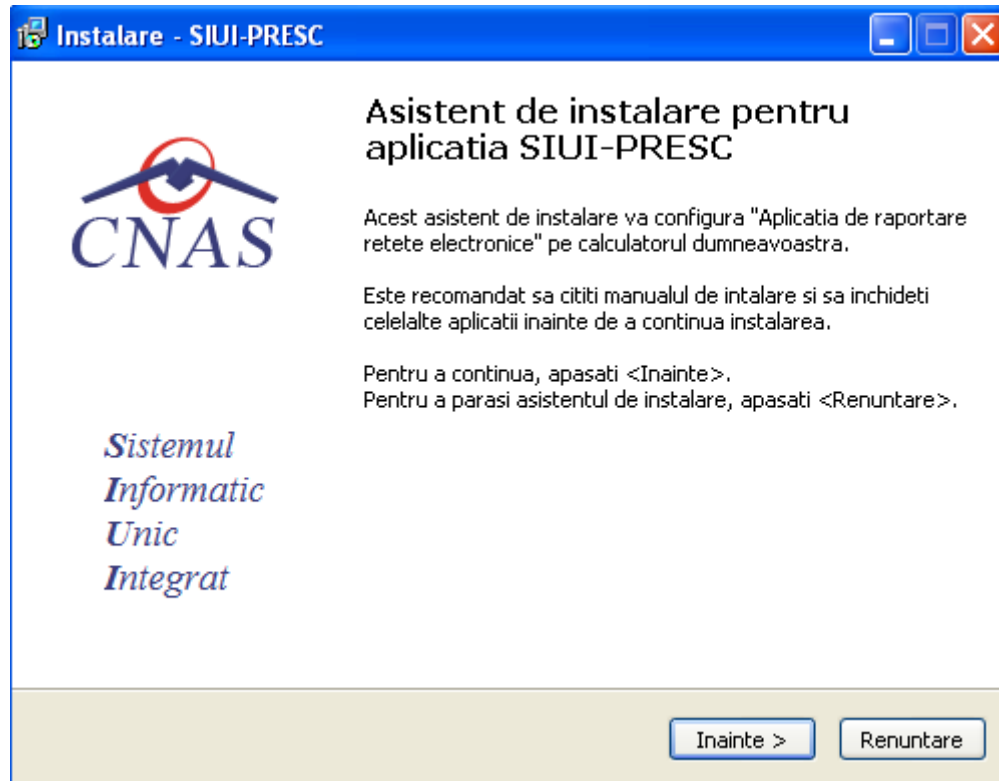 Instalare - SIUI-PRESC
Asistent de instalare pentru
aplicatia SIUI-PRESC
CNAS
Acest asistent de instalare va configura "Aplicatia de raportare
retete electronice" pe calculatorul dumneavoastra.
Este recomandat sa cititi manualul de intalare si sa inchideti
celelalte aplicatii inainte de a continua instalarea.
Pentru a continua, apasati <Inainte>.
Pentru a parasi asistentul de instalare, apasati <Renuntare>.
Sistemul
Informatic
Unic
Integrat
Inainte >
Renuntare